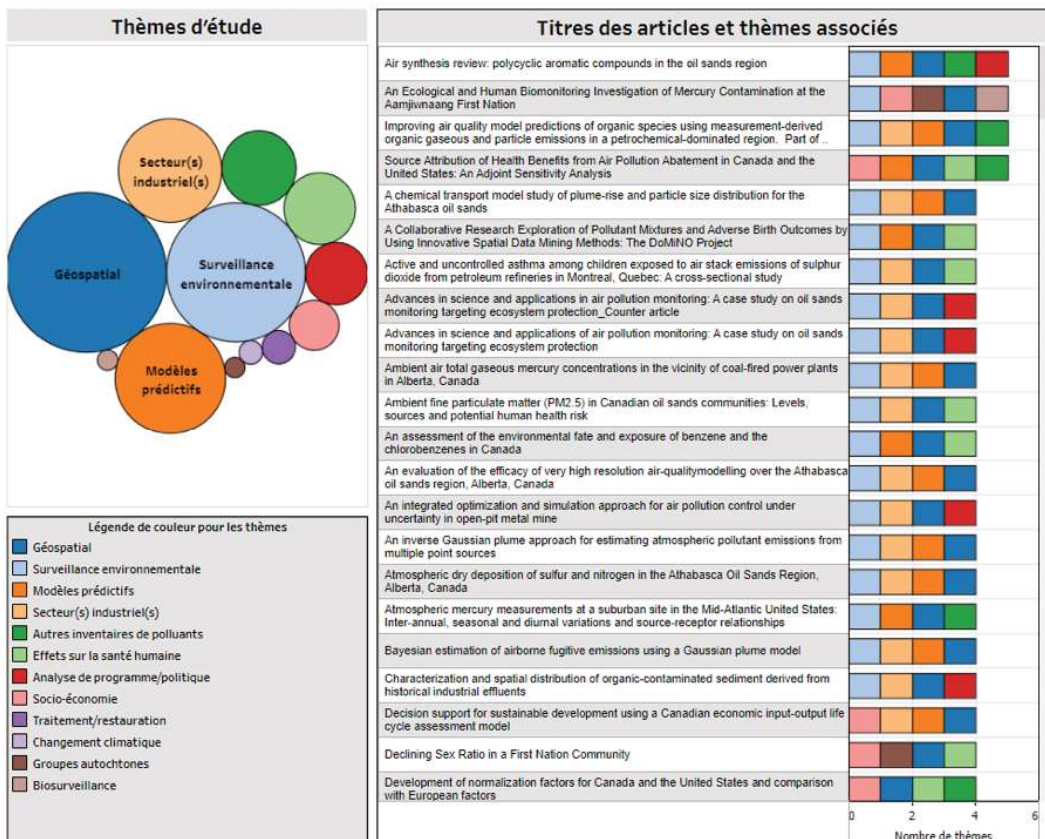 Thèmes d'étude
Secteur(s)
industriel(s)
Géospatial
Surveillance
environnementale
Modèles
prédictifs
Légende de couleur pour les thèmes
Géospatial
Surveillance environnementale
Modèles prédictifs
Secteur(s) industriel(s)
Autres inventaires de polluants
Effets sur la santé humaine
Analyse de programme/politique
Socio-économie
Traitement/restauration
Changement climatique
Groupes autochtones
Biosurveillance
Titres des articles et thèmes associés
Air synthesis review: polycyclic aromatic compounds in the oil sands region
An Ecological and Human Biomonitoring Investigation of Mercury Contamination at the
Aamjiwnaang First Nation
Improving air quality model predictions of organic species using measurement-derived
organic gaseous and particle emissions in a petrochemical-dominated region. Part of ..
Source Attribution of Health Benefits from Air Pollution Abatement in Canada and the
United States: An Adjoint Sensitivity Analysis
A chemical transport model study of plume-rise and particle size distribution for the
Athabasca oil sands
A Collaborative Research Exploration of Pollutant Mixtures and Adverse Birth Outcomes by
Using Innovative Spatial Data Mining Methods: The DoMiNO Project
Active and uncontrolled asthma among children exposed to air stack emissions of sulphur
dioxide from petroleum refineries in Montreal, Quebec: A cross-sectional study
Advances in science and applications in air pollution monitoring: A case study on oil sands
monitoring targeting ecosystem protection_Counter article
Advances in science and applications of air pollution monitoring: A case study on oil sands
monitoring targeting ecosystem protection
Ambient air total gaseous mercury concentrations in the vicinity of coal-fired power plants
in Alberta, Canada
Ambient fine particulate matter (PM2.5) in Canadian oil sands communities: Levels,
sources and potential human health risk
An assessment of the environmental fate and exposure of benzene and the
chlorobenzenes in Canada
An evaluation of the efficacy of very high resolution air-qualitymodelling over the Athabasca
oil sands region, Alberta, Canada
An integrated optimization and simulation approach for air pollution control under
uncertainty in open-pit metal mine
An inverse Gaussian plume approach for estimating atmospheric pollutant emissions from
multiple point sources
Atmospheric dry deposition of sulfur and nitrogen in the Athabasca Oil Sands Region,
Alberta, Canada
Atmospheric mercury measurements at a suburban site in the Mid-Atlantic United States:
Inter-annual, seasonal and diurnal variations and source-receptor relationships
Bayesian estimation of airborne fugitive emissions using a Gaussian plume model
Characterization and spatial distribution of organic-contaminated sediment derived from
historical industrial effluents
Decision support for sustainable development using a Canadian economic input-output life
cycle assessment model
Declining Sex Ratio in a First Nation Community
Development of normalization factors for Canada and the United States and comparison
with European factors
0 2 4 6
Nombre de thèmes